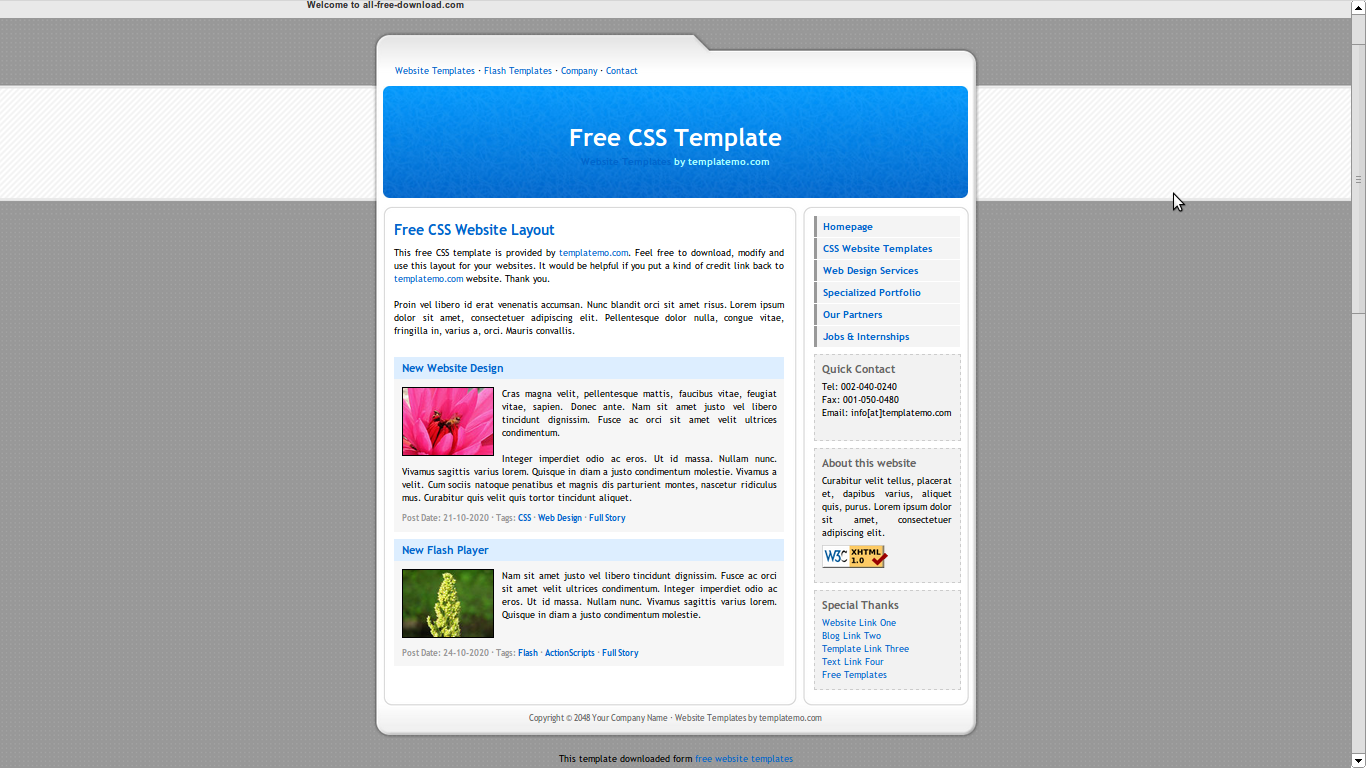 Welcome to all-free-download.com
Website Templates · Flash Templates · Company · Contact
Free CSS Template
Website Templates by templatemo.com
Free CSS Website Layout
This free CSS template is provided by templatemo.com. Feel free to download, modify and
use this layout for your websites. It would be helpful if you put a kind of credit link back to
templatemo.com website. Thank you.
Proin vel libero id erat venenatis accumsan. Nunc blandit orci sit amet risus. Lorem ipsum
dolor sit amet, consectetuer adipiscing elit. Pellentesque dolor nulla, congue vitae,
fringilla in, varius a, orci. Mauris convallis.
New Website Design
Cras magna velit, pellentesque mattis, faucibus vitae, feugiat
vitae, sapien. Donec ante. Nam sit amet justo vel libero
tincidunt dignissim. Fusce ac orci sit amet velit ultrices
condimentum.
Integer imperdiet odio ac eros. Ut id massa. Nullam nunc.
Vivamus sagittis varius lorem. Quisque in diam a justo condimentum molestie. Vivamus a
velit. Cum sociis natoque penatibus et magnis dis parturient montes, nascetur ridiculus
mus. Curabitur quis velit quis tortor tincidunt aliquet.
Post Date: 21-10-2020 · Tags: CSS · Web Design · Full Story
New Flash Player
Nam sit amet justo vel libero tincidunt dignissim. Fusce ac orci
sit amet velit ultrices condimentum. Integer imperdiet odio ac
eros. Ut id massa. Nullam nunc. Vivamus sagittis varius lorem.
Quisque in diam a justo condimentum molestie.
Post Date: 24-10-2020 · Tags: Flash · ActionScripts · Full Story
Homepage
CSS Website Templates
Web Design Services
Specialized Portfolio
Our Partners
Jobs & Internships
Quick Contact
Tel: 002-040-0240
Fax: 001-050-0480
Email: info[at]templatemo.com
About this website
Curabitur velit tellus, placerat
et, dapibus varius, aliquet
quis, purus. Lorem ipsum dolor
sit amet, consectetuer
adipiscing elit.
W3C XHTML 1.0
Special Thanks
Website Link One
Blog Link Two
Template Link Three
Text Link Four
Free Templates
Copyright © 2048 Your Company Name · Website Templates by templatemo.com
This template downloaded form free website templates